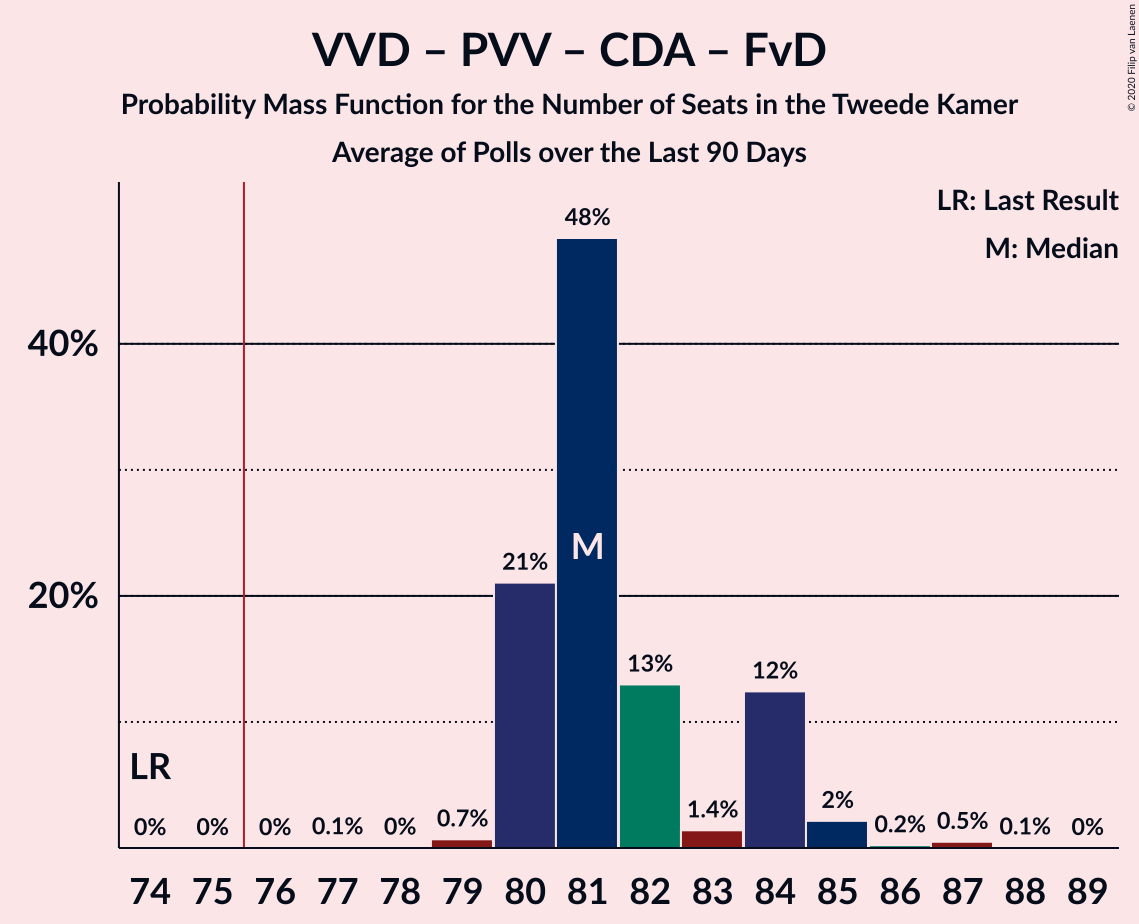 VVD – PVV – CDA – FvD
Probability Mass Function for the Number of Seats in the Tweede Kamer
Average of Polls over the Last 90 Days
© 2020 Filip van Laenen
LR: Last Result
M: Median
48%
40%
M
21%
20%
13%
12%
LR
0%
0%
0%
0.1%
0%
0.7%
1.4%
2%
0.2%
0.5%
0.1%
0%
74 75 76 77 78 79 80 81 82 83 84 85 86 87 88 89